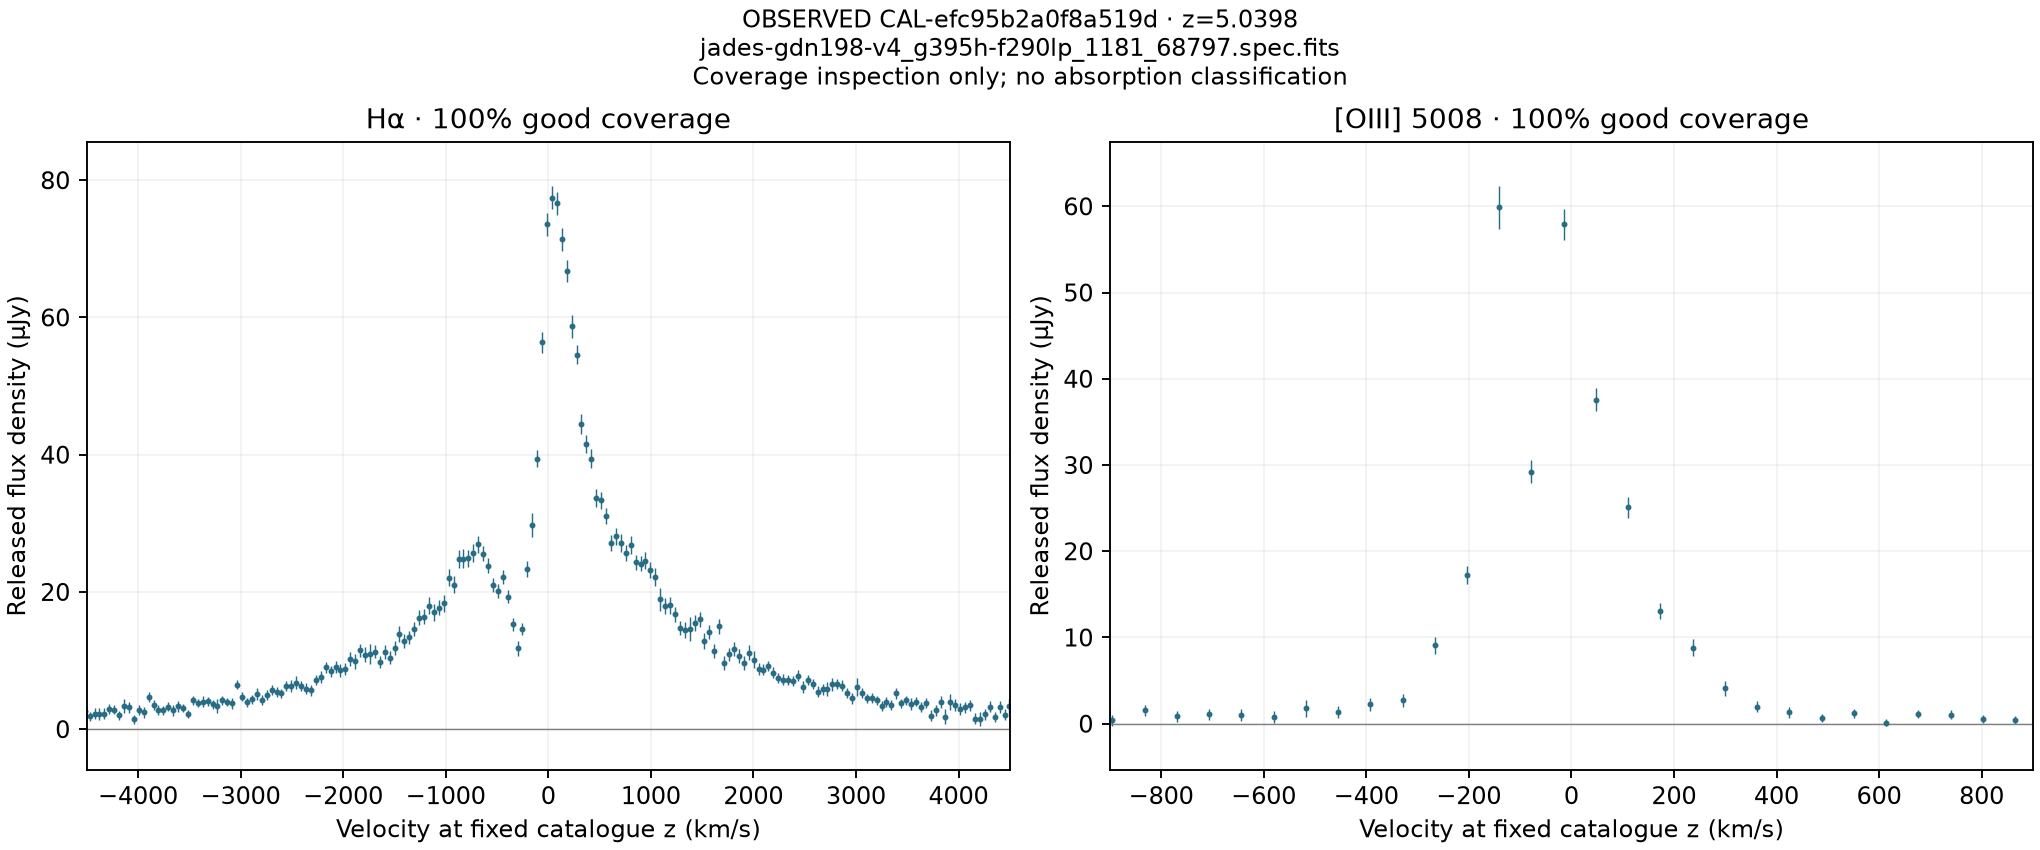 OBSERVED CAL-efc95b2a0f8a519d · z=5.0398
jades-gdn198-v4_g395h-f290lp_1181_68797.spec.fits
Coverage inspection only; no absorption classification
Hα · 100% good coverage
Released flux density (μJy)
80
60
40
20
0
−4000 −3000 −2000 −1000 0 1000 2000 3000 4000
Velocity at fixed catalogue z (km/s)
[OIII] 5008 · 100% good coverage
Released flux density (μJy)
60
50
40
30
20
10
0
−800 −600 −400 −200 0 200 400 600 800
Velocity at fixed catalogue z (km/s)